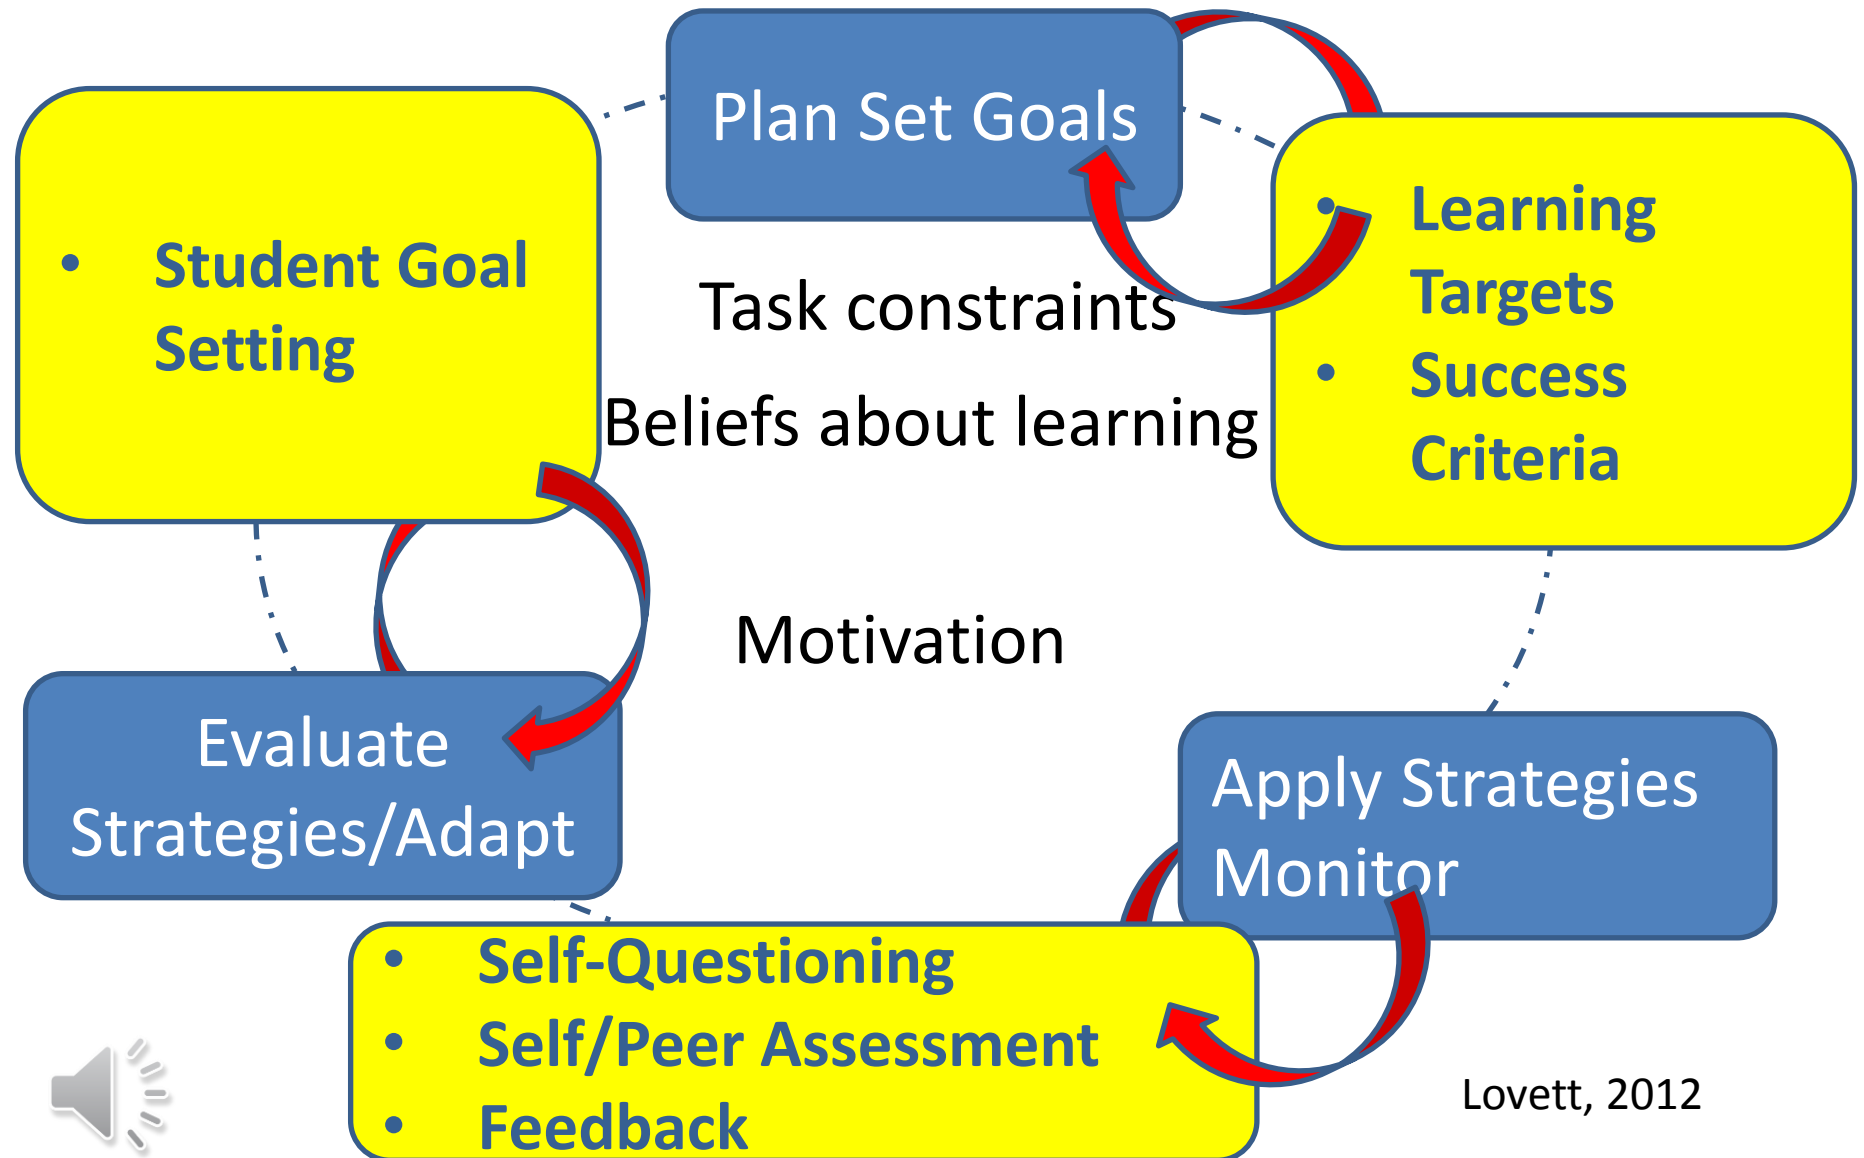 Plan Set Goals
• Student Goal
Setting
• Learning
Targets
• Success
Criteria
Task constraints
Beliefs about learning
Motivation
Evaluate
Strategies/Adapt
Apply Strategies
Monitor
• Self-Questioning
• Self/Peer Assessment
• Feedback
Lovett, 2012